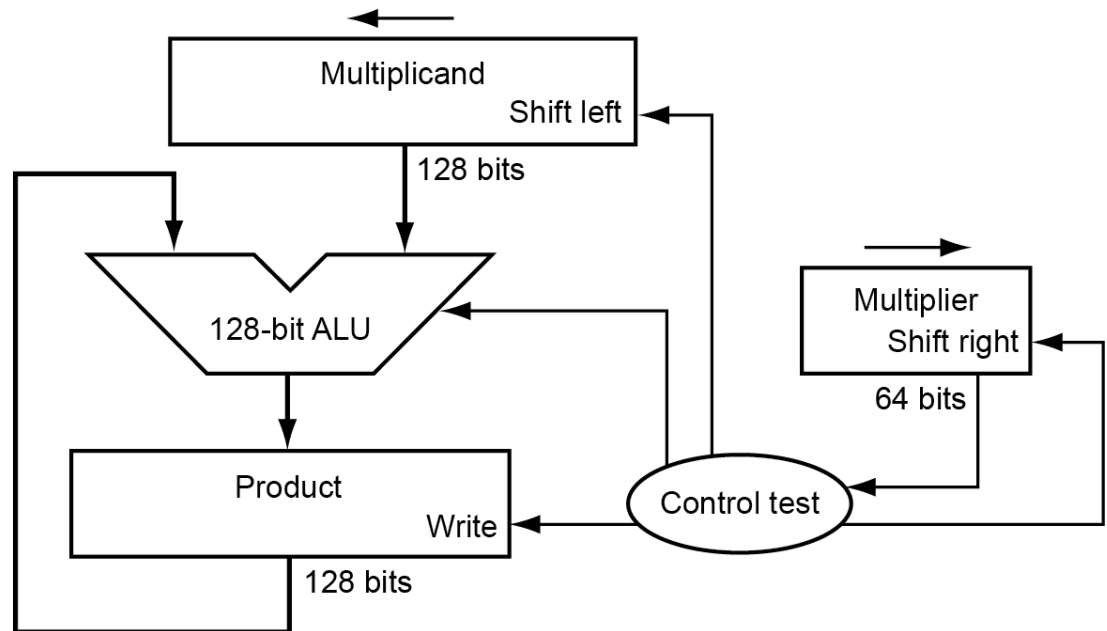 Multiplicand
Shift left
128 bits
128-bit ALU
Multiplier
Shift right
64 bits
Product
Write
128 bits
Control test